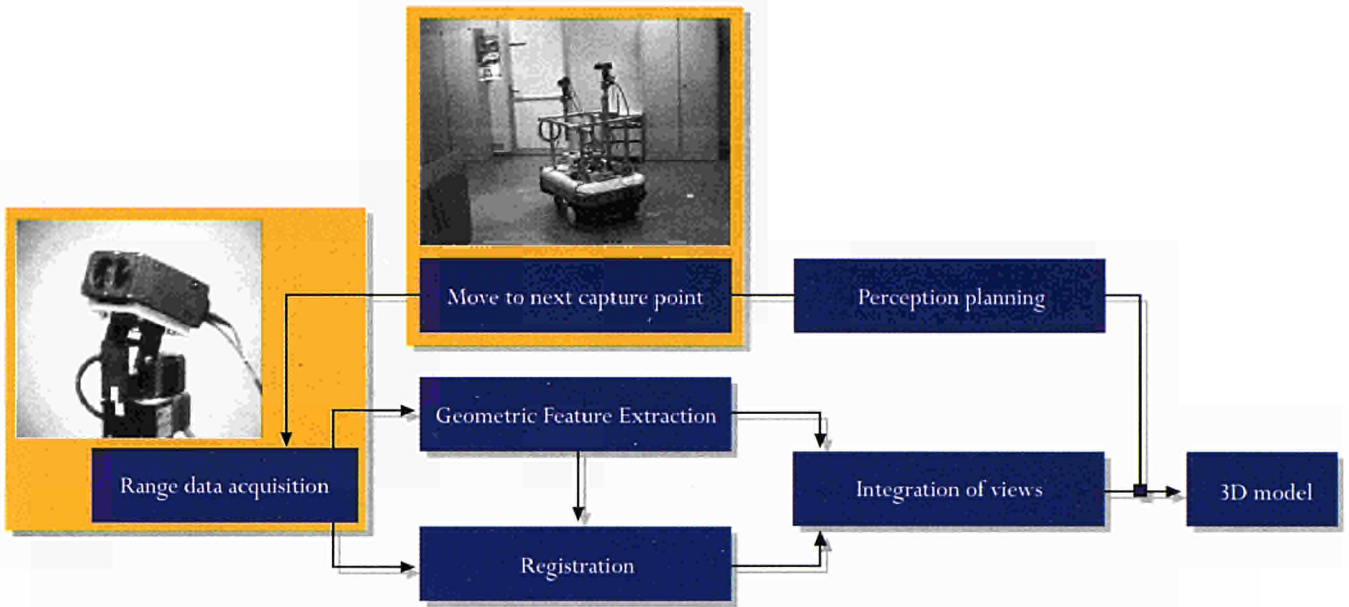 Move to next capture point
Perception planning
Geometric Feature Extraction
Range data acquisition
Integration of views
3D model
Registration